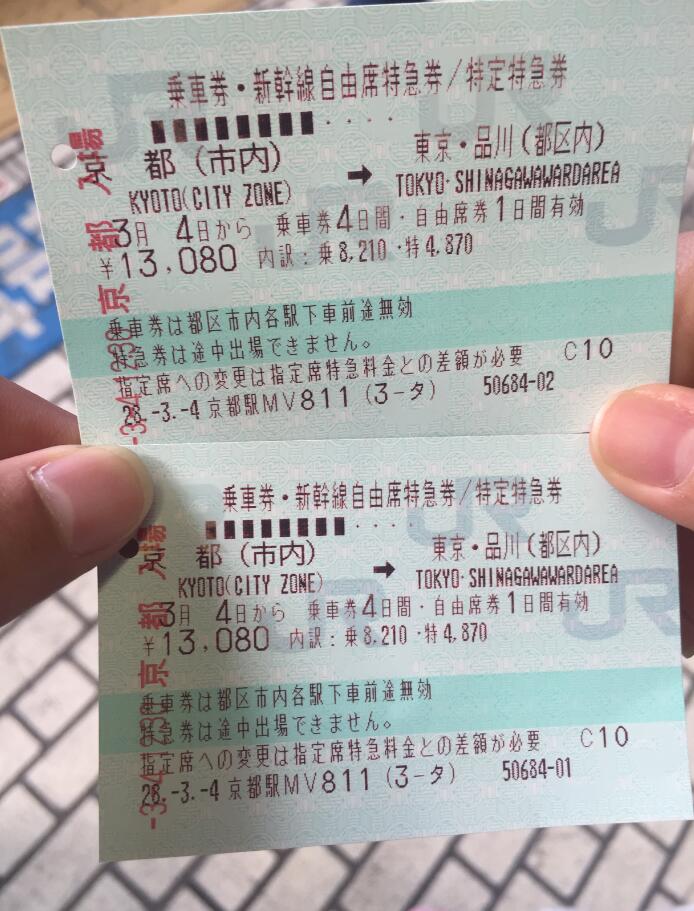 乗車券・新幹線自由席特急券/特定特急券
京 都(市内) ➡ 東京・品川(都区内)
KYOTO(CITY ZONE) TOKYO・SHINAGAWAWARDAREA
3月 4日から 乗車券4日間・自由席券1日間有効
¥13,080 内訳:乗8,210・特4,870
乗車券は都区市内各駅下車前途無効
特急券は途中出場できません。
指定席への変更は指定席特急料金との差額が必要 C10
28.-3.-4 京都駅MV811 (3-タ) 50684-02
京都
入場
乗車券・新幹線自由席特急券/特定特急券
京 都(市内) ➡ 東京・品川(都区内)
KYOTO(CITY ZONE) TOKYO・SHINAGAWAWARDAREA
3月 4日から 乗車券4日間・自由席券1日間有効
¥13,080 内訳:乗8,210・特4,870
乗車券は都区市内各駅下車前途無効
特急券は途中出場できません。
指定席への変更は指定席特急料金との差額が必要 C10
28.-3.-4 京都駅MV811 (3-タ) 50684-01
京都